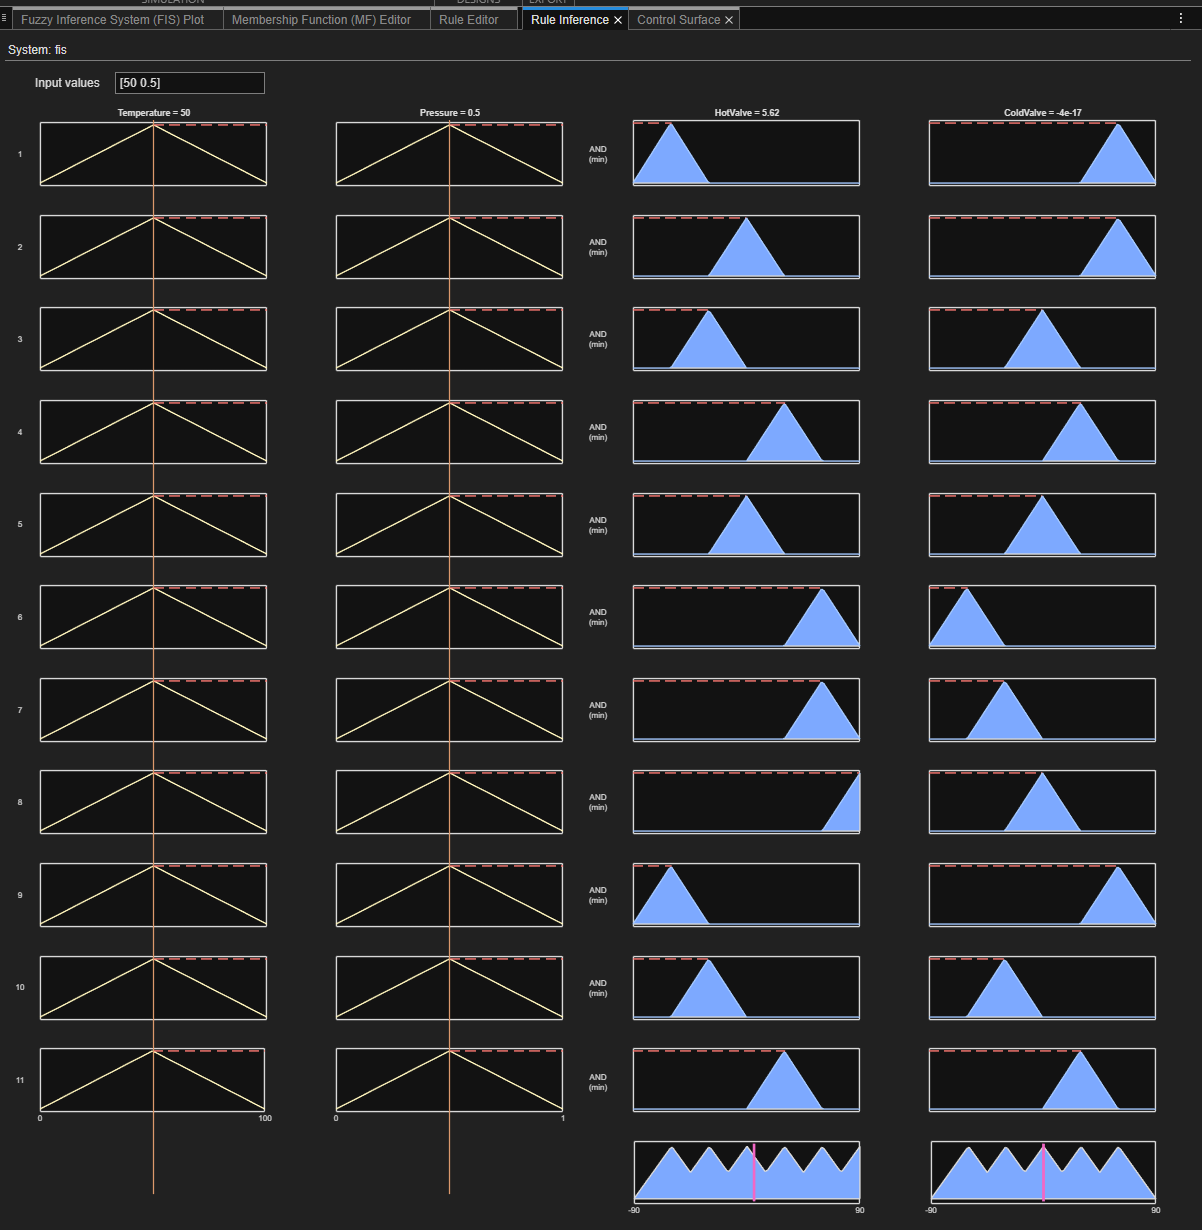 SIMULATION DESIGNS EXPORT
Fuzzy Inference System (FIS) Plot Membership Function (MF) Editor Rule Editor Rule Inference × Control Surface ×
System: fis
Input values [50 0.5]
Temperature = 50 Pressure = 0.5 HotValve = 5.62 ColdValve = -4e-17
1 AND
(min)
2 AND
(min)
3 AND
(min)
4 AND
(min)
5 AND
(min)
6 AND
(min)
7 AND
(min)
8 AND
(min)
9 AND
(min)
10 AND
(min)
11 AND
(min)
0 100 0 1
-90 90 -90 90